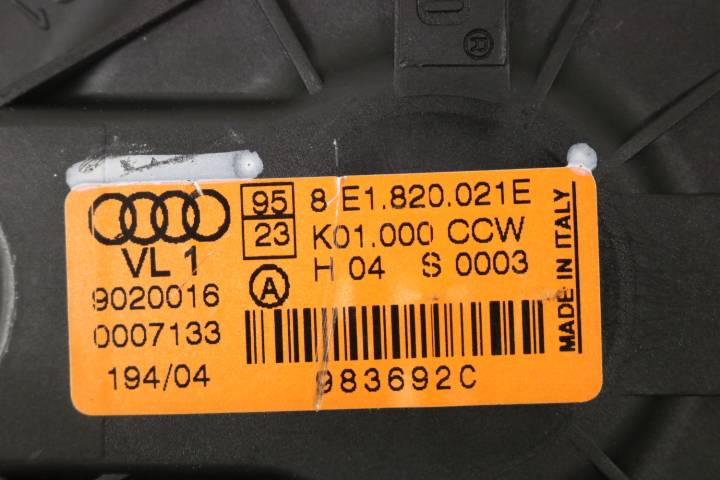 95 8 E1.820.021E
23 K01.000 CCW
VL 1
H 04 S 0003
A
9020016
0007133
194/04
983692C
MADE IN ITALY
®